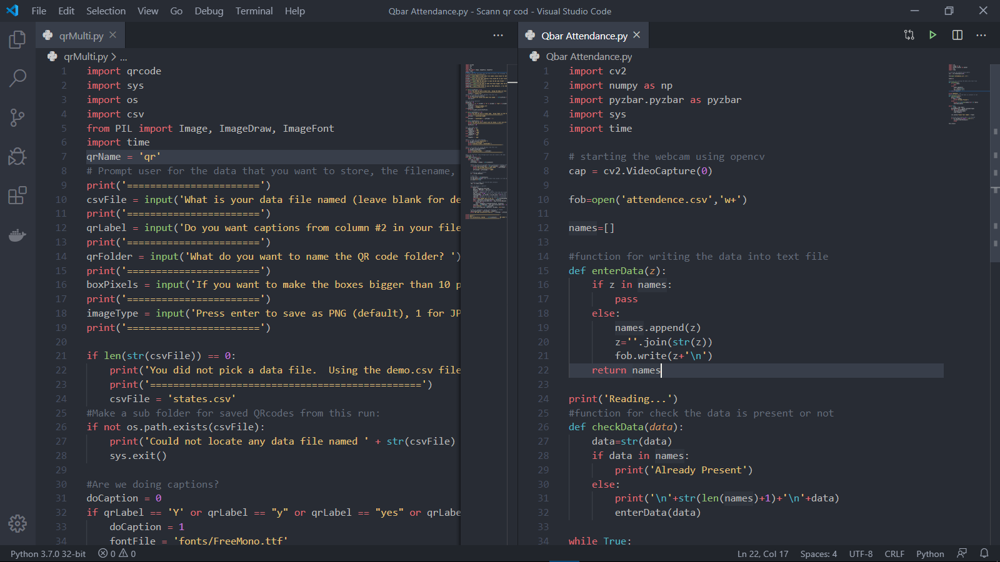 File Edit Selection View Go Debug Terminal Help
Qbar Attendance.py - Scann qr cod - Visual Studio Code
qrMulti.py
qrMulti.py > ...
1 import qrcode
2 import sys
3 import os
4 import csv
5 from PIL import Image, ImageDraw, ImageFont
6 import time
7 qrName = 'qr'
8 # Prompt user for the data that you want to store, the filename,
9 print('=======================')
10 csvFile = input('What is your data file named (leave blank for de
11 print('=======================')
12 qrLabel = input('Do you want captions from column #2 in your file
13 print('=======================')
14 qrFolder = input('What do you want to name the QR code folder? ')
15 print('=======================')
16 boxPixels = input('If you want to make the boxes bigger than 10 p
17 print('=======================')
18 imageType = input('Press enter to save as PNG (default), 1 for JP
19 print('=======================')
20
21 if len(str(csvFile)) == 0:
22     print('You did not pick a data file.  Using the demo.csv file
23     print('===============================================')
24     csvFile = 'states.csv'
25 #Make a sub folder for saved QRcodes from this run:
26 if not os.path.exists(csvFile):
27     print('Could not locate any data file named ' + str(csvFile)
28     sys.exit()
29
30 #Are we doing captions?
31 doCaption = 0
32 if qrLabel == 'Y' or qrLabel == "y" or qrLabel == "yes" or qrLabe
33     doCaption = 1
34     fontFile = 'fonts/FreeMono.ttf'
Qbar Attendance.py
Qbar Attendance.py
1 import cv2
2 import numpy as np
3 import pyzbar.pyzbar as pyzbar
4 import sys
5 import time
6
7 # starting the webcam using opencv
8 cap = cv2.VideoCapture(0)
9
10 fob=open('attendence.csv','w+')
11
12 names=[]
13
14 #function for writing the data into text file
15 def enterData(z):
16     if z in names:
17         pass
18     else:
19         names.append(z)
20         z=''.join(str(z))
21         fob.write(z+'\n')
22     return names
23
24 print('Reading...')
25 #function for check the data is present or not
26 def checkData(data):
27     data=str(data)
28     if data in names:
29         print('Already Present')
30     else:
31         print('\n'+str(len(names)+1)+'\n'+data)
32         enterData(data)
33
34 while True:
Python 3.7.0 32-bit 0 0 Ln 22, Col 17 Spaces: 4 UTF-8 CRLF Python